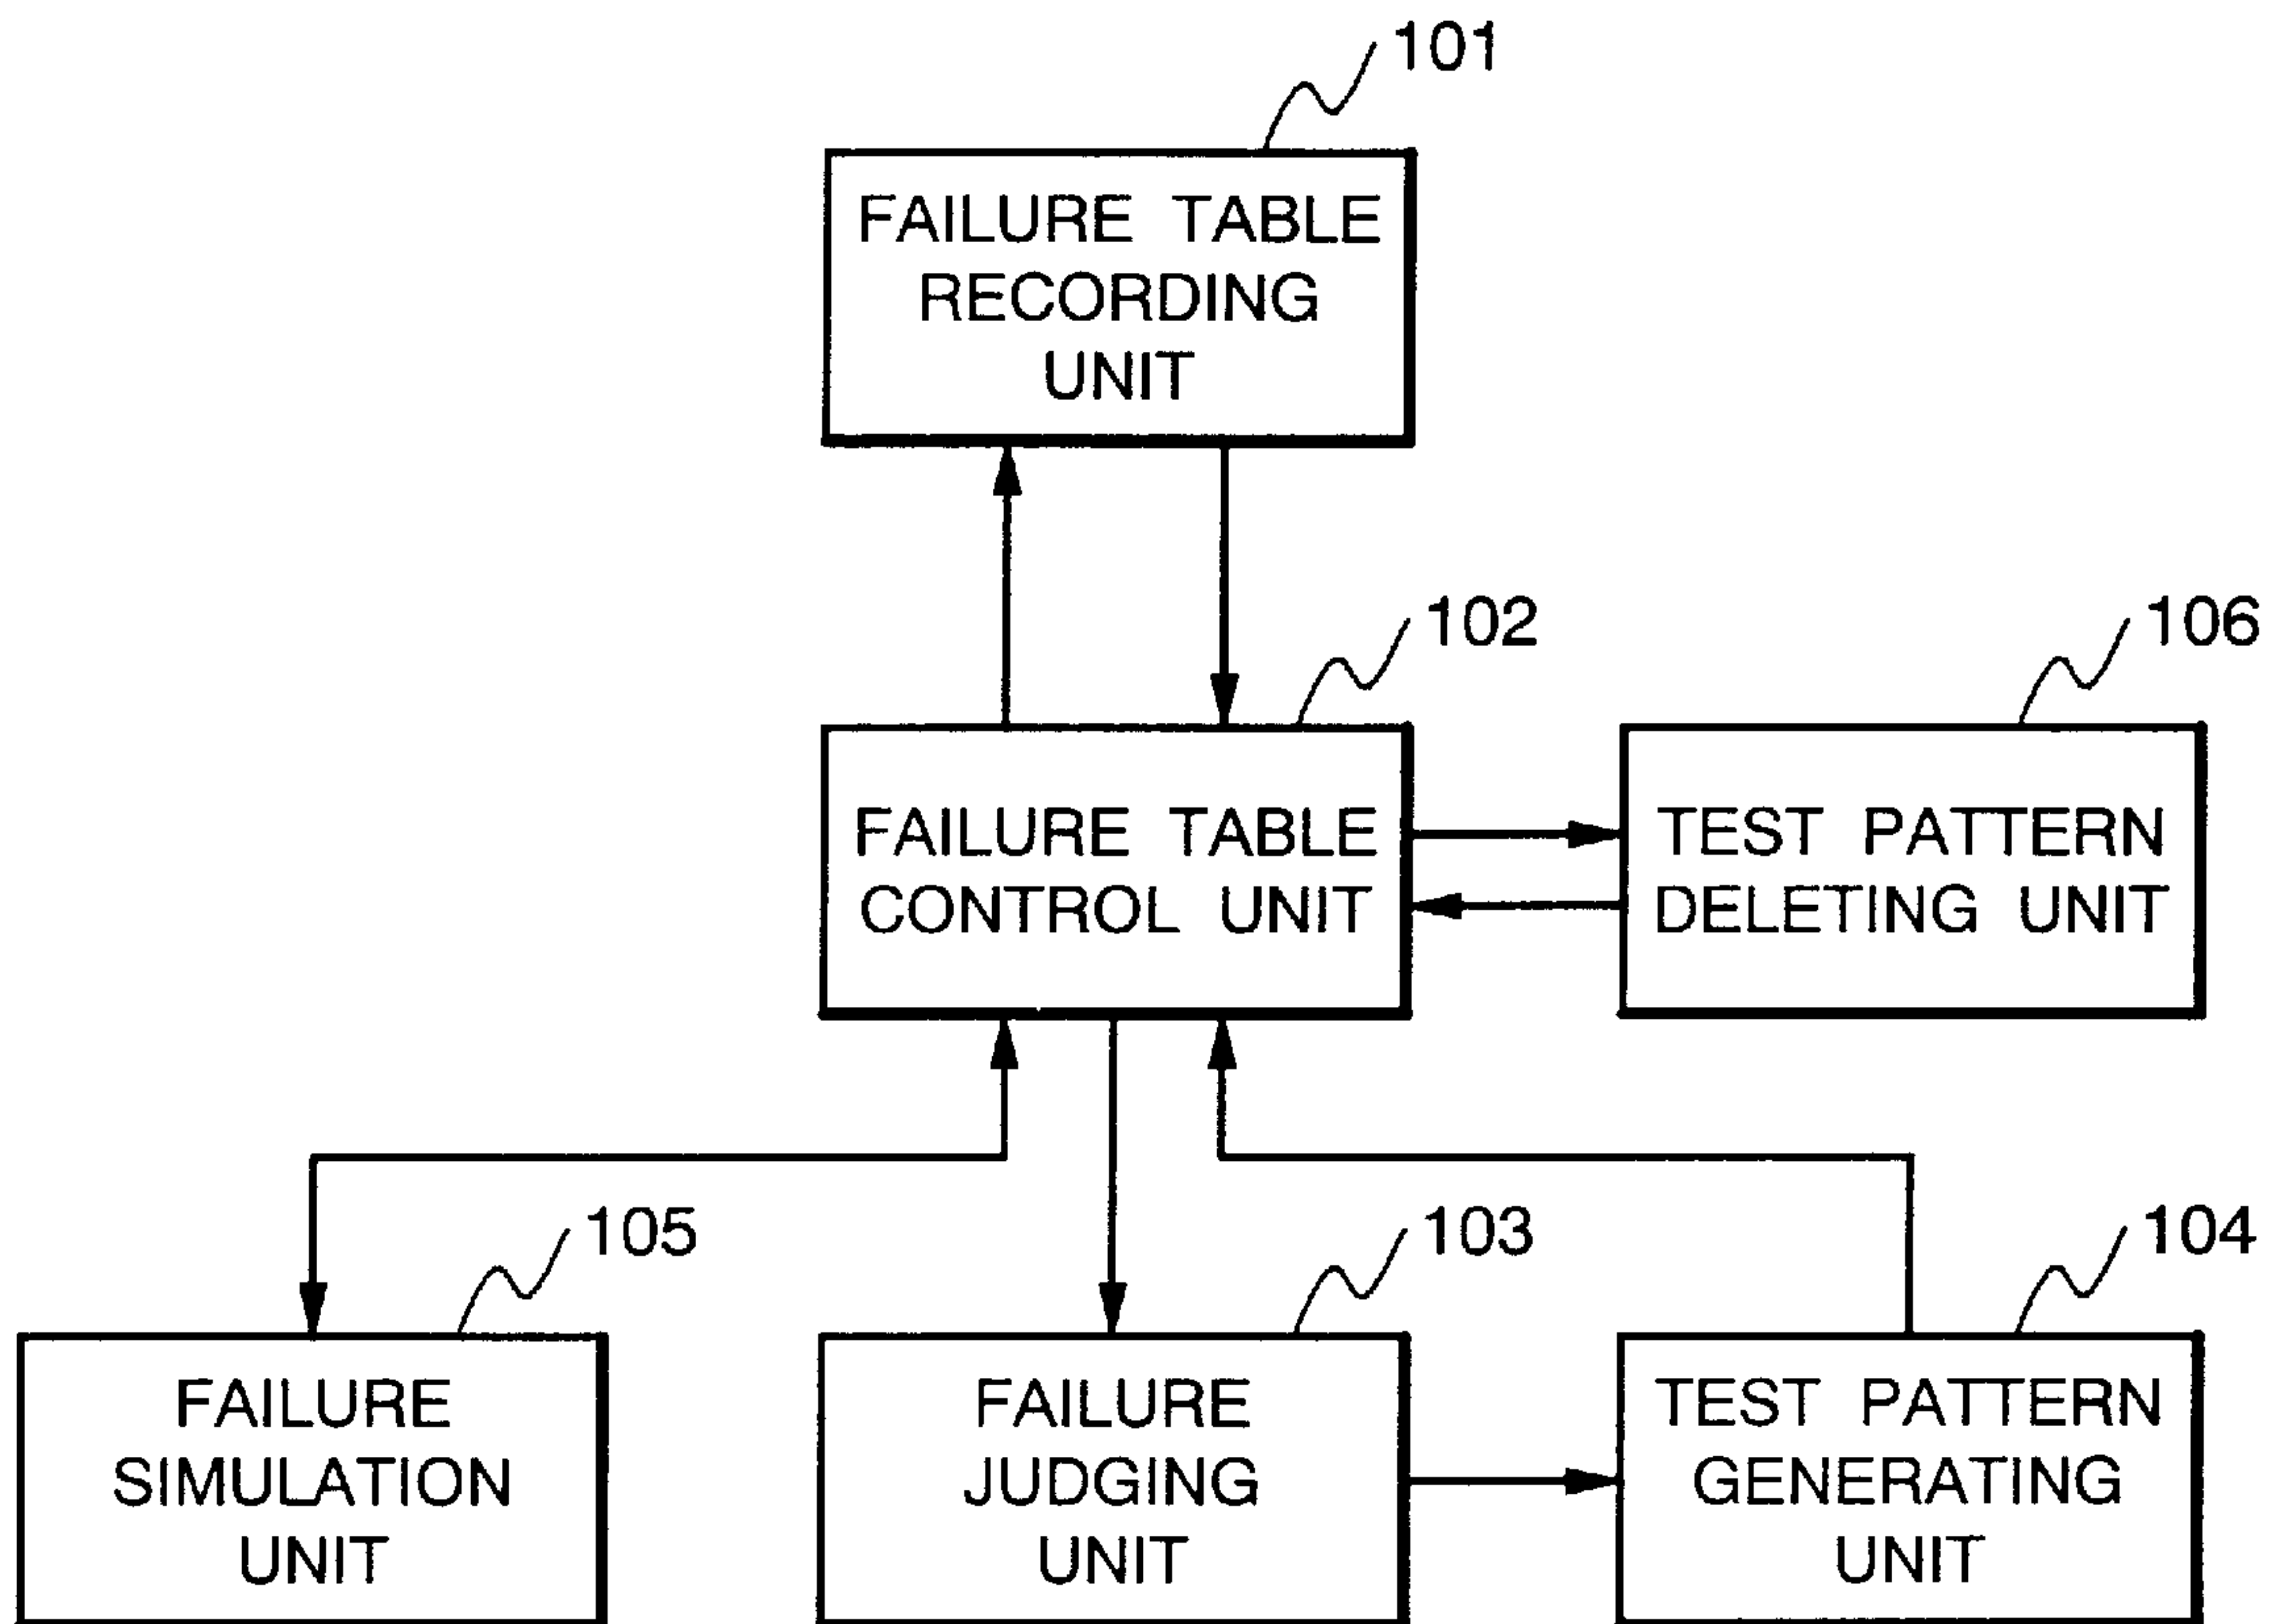 101
FAILURE TABLE
RECORDING
UNIT
102
106
FAILURE TABLE
CONTROL UNIT
TEST PATTERN
DELETING UNIT
105
103
104
FAILURE
SIMULATION
UNIT
FAILURE
JUDGING
UNIT
TEST PATTERN
GENERATING
UNIT